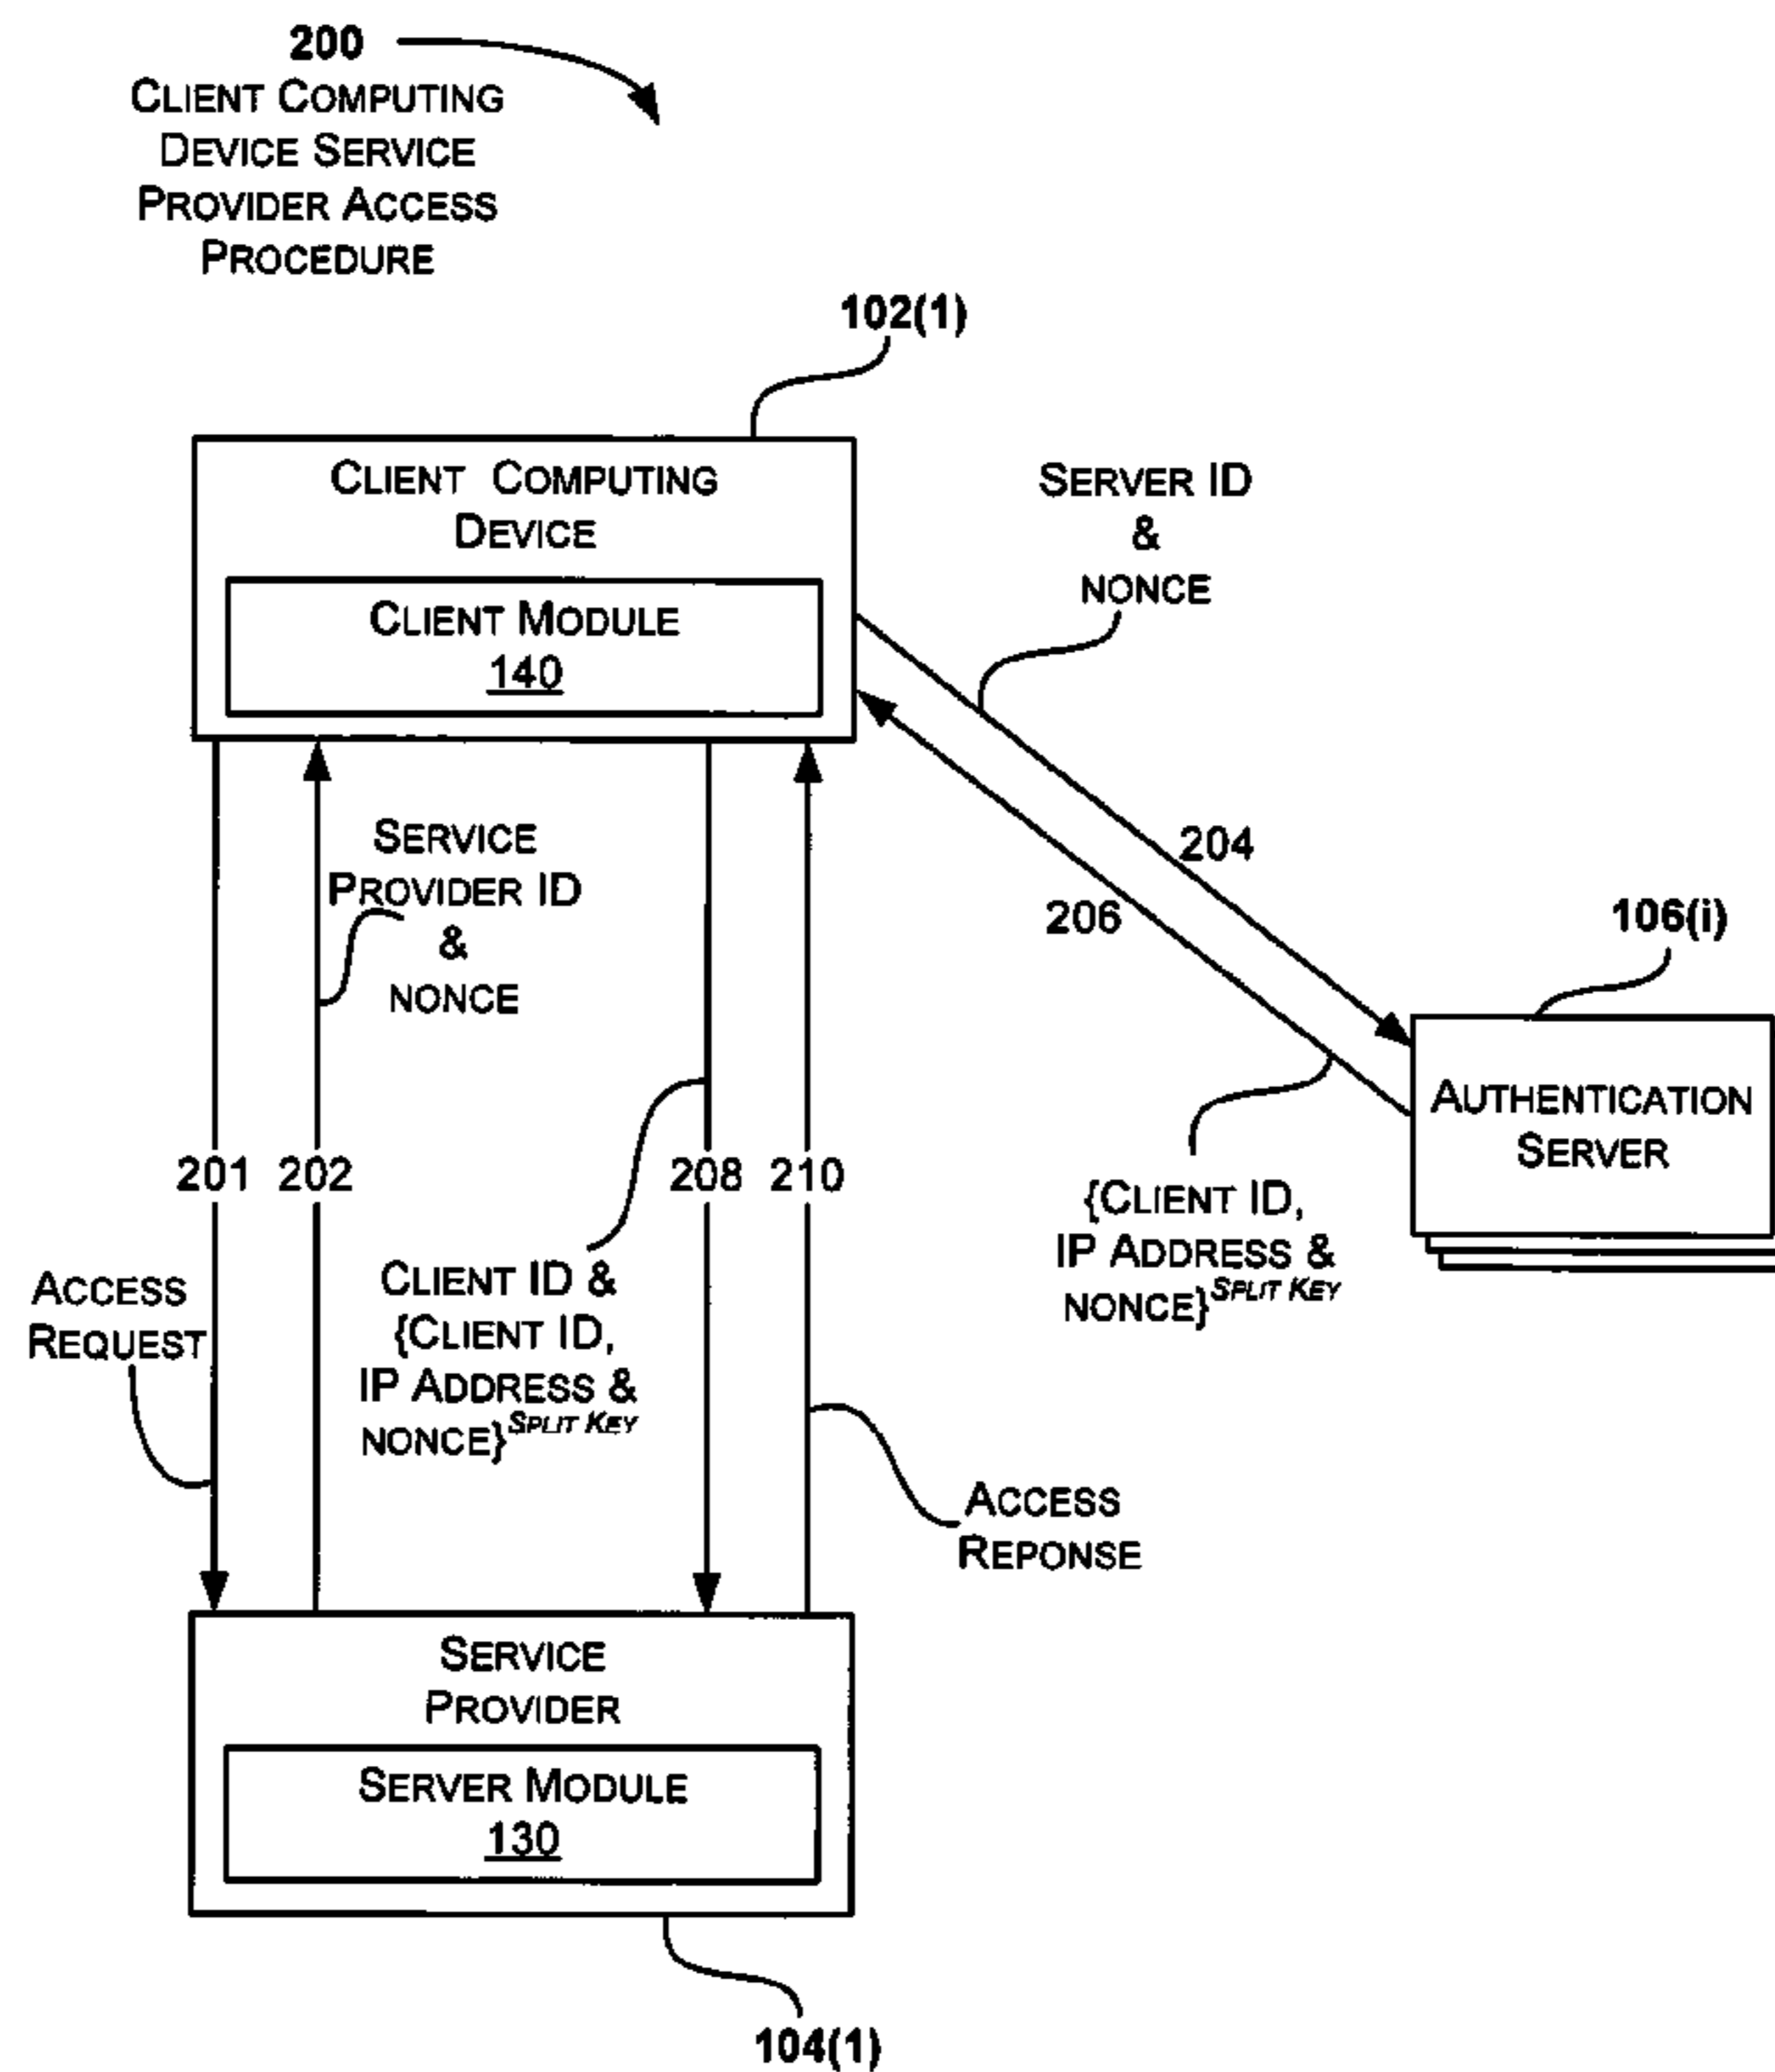 200
CLIENT COMPUTING
DEVICE SERVICE
PROVIDER ACCESS
PROCEDURE
102(1)
CLIENT COMPUTING
DEVICE
CLIENT MODULE
140
SERVER ID
&
NONCE
SERVICE
PROVIDER ID
&
NONCE
204
206
106(i)
AUTHENTICATION
SERVER
201
202
208
210
{CLIENT ID,
IP ADDRESS &
NONCE}SPLIT KEY
ACCESS
REQUEST
CLIENT ID &
{CLIENT ID,
IP ADDRESS &
NONCE}SPLIT KEY
ACCESS
REPONSE
SERVICE
PROVIDER
SERVER MODULE
130
104(1)